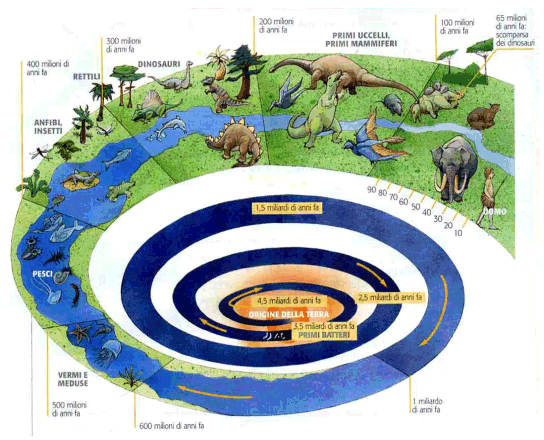 200 milioni
di anni fa
PRIMI UCCELLI,
PRIMI MAMMIFERI
100 milioni
di anni fa
65 milioni
di anni fa:
scomparsa
dei dinosauri
300 milioni
di anni fa
DINOSAURI
RETTILI
400 milioni di
anni fa
ANFIBI,
INSETTI
90 80 70 60 50 40 30 20 10
UOMO
1,5 miliardi di anni fa
PESCI
4,5 miliardi di anni fa
ORIGINE DELLA TERRA
2,5 miliardi di anni fa
3,5 miliardi di anni fa
PRIMI BATTERI
VERMI E
MEDUSE
500 milioni
di anni fa
600 milioni di anni fa
1 miliardo
di anni fa